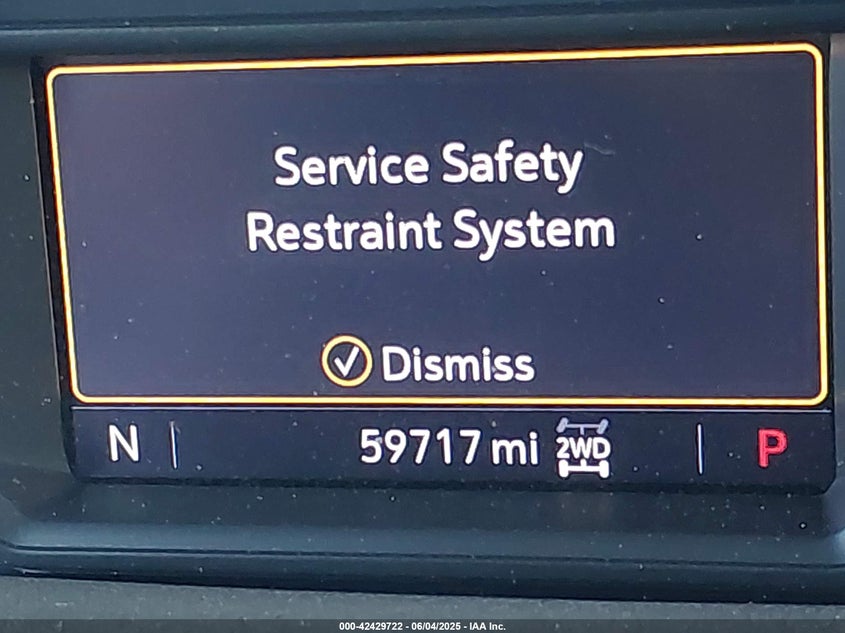 Service Safety
Restraint System
Dismiss
N 59717 mi 2WD P
000-42429722 - 06/04/2025 - IAA Inc.